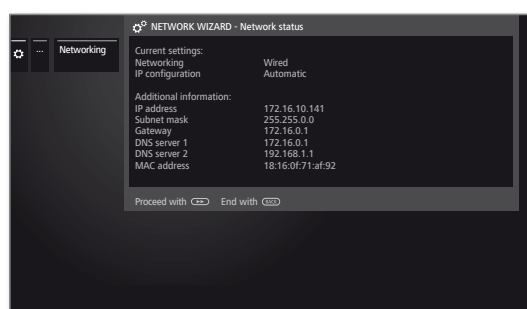 NETWORK WIZARD - Network status
... Networking
Current settings:
Networking Wired
IP configuration Automatic
Additional information:
IP address 172.16.10.141
Subnet mask 255.255.0.0
Gateway 172.16.0.1
DNS server 1 172.16.0.1
DNS server 2 192.168.1.1
MAC address 18:16:0f:71:af:92
Proceed with End with BACK